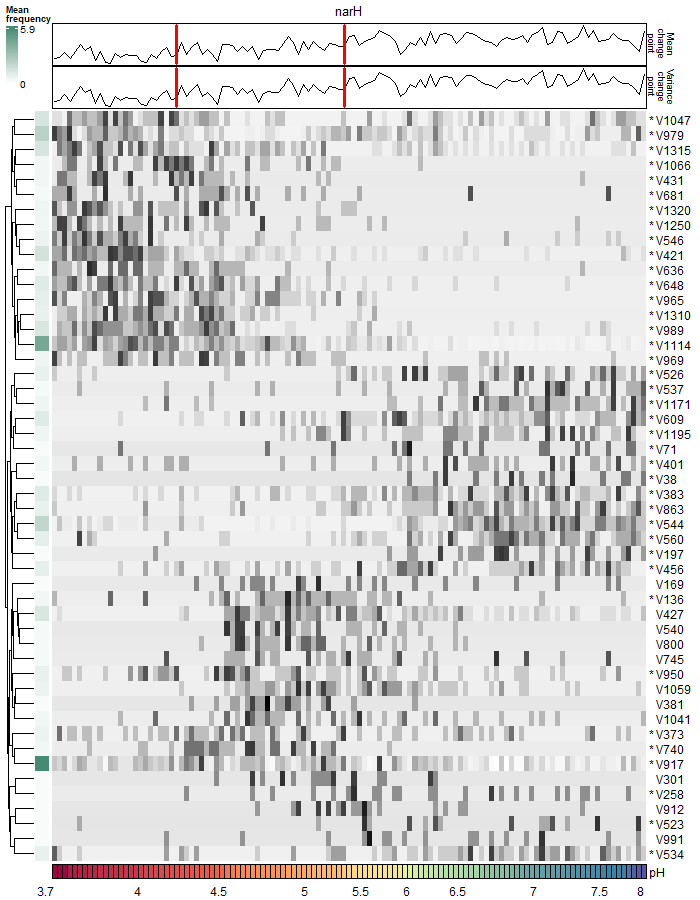 Mean
frequency
5.9
0
narH
Mean
change
point
Variance
change
point
* V1047
* V979
* V1315
* V1066
* V431
* V681
* V1320
* V1250
* V546
* V421
* V636
* V648
* V965
* V1310
* V989
* V1114
* V969
* V526
* V537
* V1171
* V609
* V1195
* V71
* V401
* V38
* V383
* V863
* V544
* V560
* V197
* V456
V169
* V136
V427
V540
V800
V745
* V950
V1059
V381
V1041
* V373
* V740
* V917
V301
* V258
V912
* V523
V991
* V534
pH
3.7 4 4.5 5 5.5 6 6.5 7 7.5 8